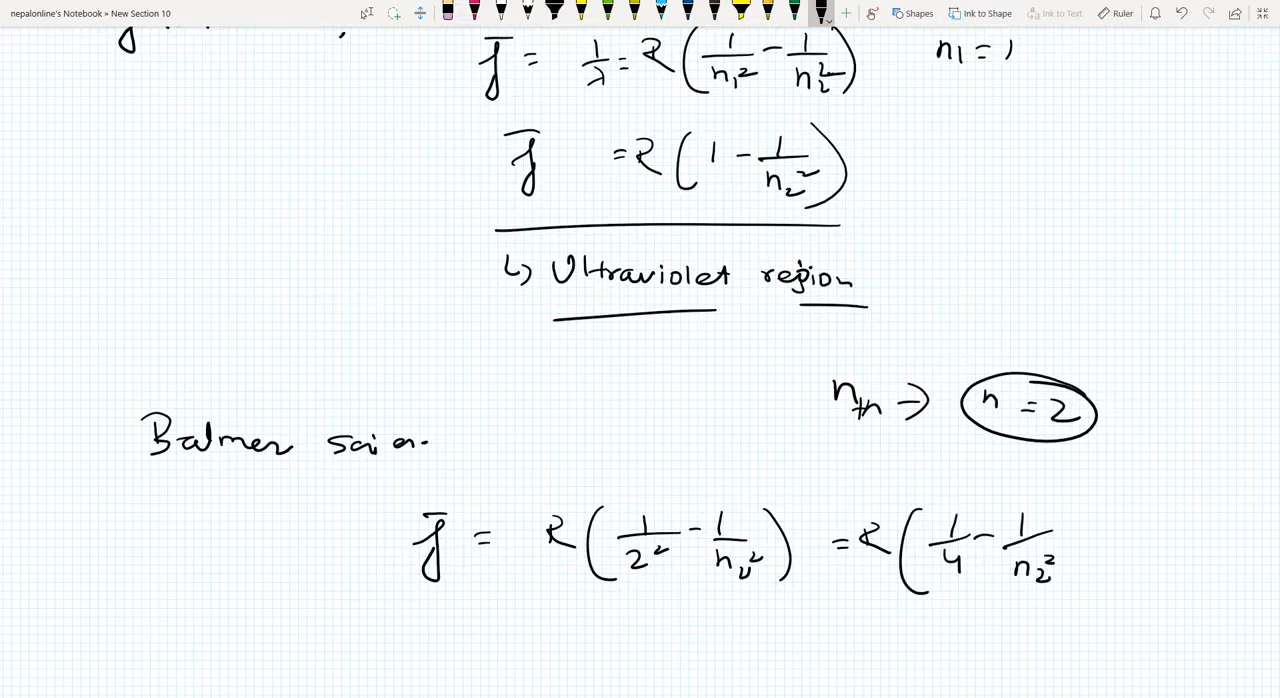 nepalonline's Notebook » New Section 10
Shapes Ink to Shape Ink to Text Ruler
f̄ = 1/λ = R(1/n₁² − 1/n₂²) n₁ = 1
f̄ = R(1 − 1/n₂²)
↳ Ultraviolet region
nth ⇒ n = 2
Balmer
f̄ = R(1/2² − 1/n₂²) = R(1/4 − 1/n₂²